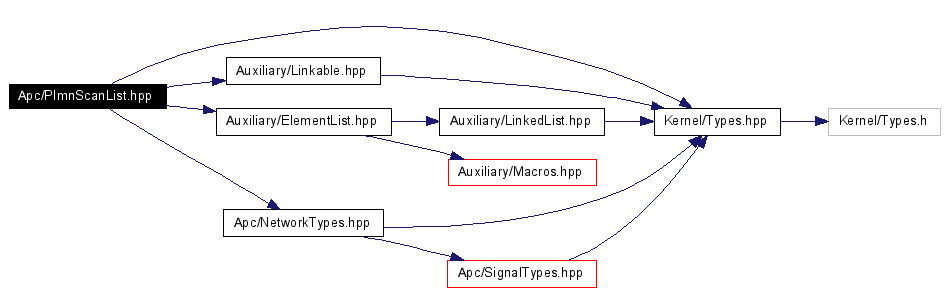 Auxiliary/Linkable.hpp
Apc/PlmnScanList.hpp
Auxiliary/ElementList.hpp
Auxiliary/LinkedList.hpp
Kernel/Types.hpp
Kernel/Types.h
Auxiliary/Macros.hpp
Apc/NetworkTypes.hpp
Apc/SignalTypes.hpp